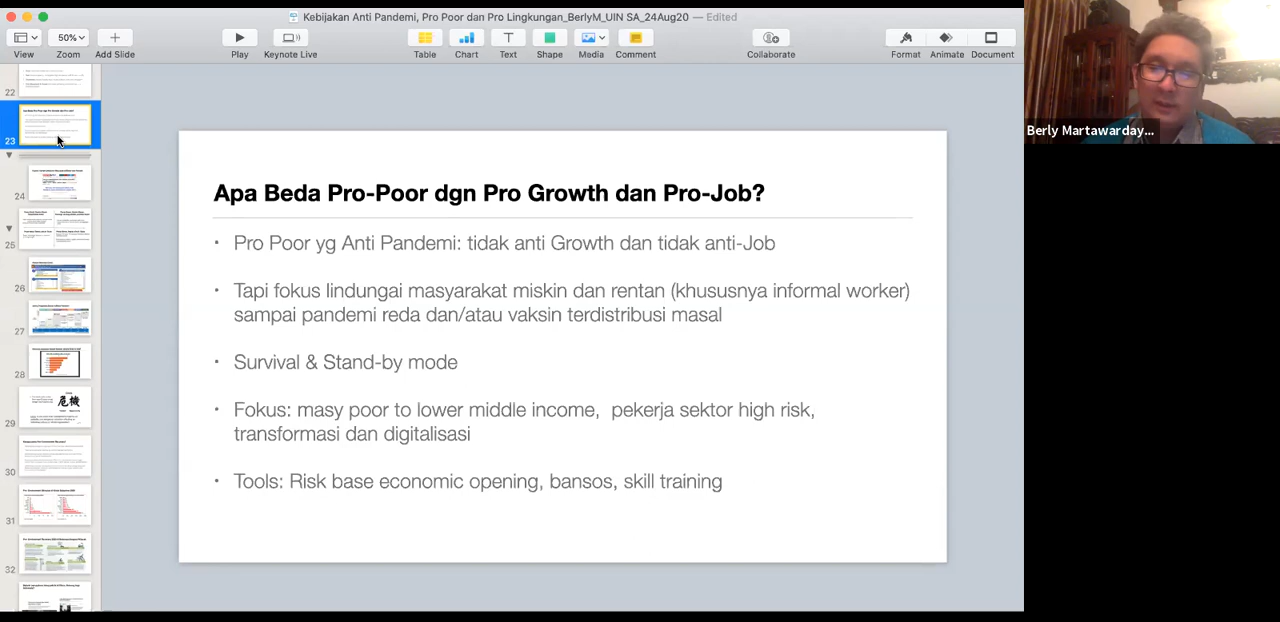 Kebijakan Anti Pandemi, Pro Poor dan Pro Lingkungan_BerlyM_UIN SA_24Aug20 — Edited
50%
View
Zoom
Add Slide
Play
Keynote Live
Table
Chart
Text
Shape
Media
Comment
Collaborate
Format
Animate
Document
Berly Martawarday...
22
23
24
25
26
27
28
29
危機
30
31
32
Apa Beda Pro-Poor dgn Pro Growth dan Pro-Job?
• Pro Poor yg Anti Pandemi: tidak anti Growth dan tidak anti-Job
• Tapi fokus lindungai masyarakt miskin dan rentan (khususnya informal worker)
sampai pandemi reda dan/atau vaksin terdistribusi masal
• Survival & Stand-by mode
• Fokus: masy poor to lower midle income, pekerja sektor high risk,
transformasi dan digitalisasi
• Tools: Risk base economic opening, bansos, skill training